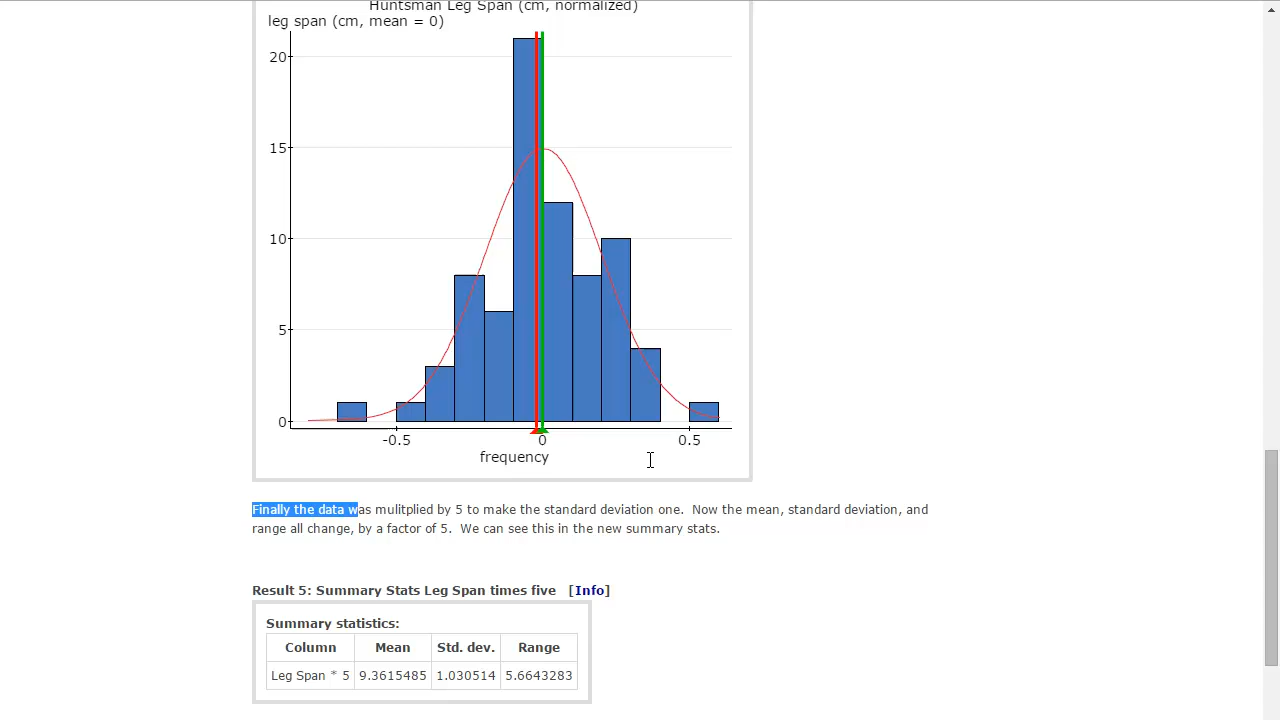 Huntsman Leg Span (cm, normalized)
leg span (cm, mean = 0)
20
15
10
5
0
-0.5 0 0.5
frequency
Finally the data was mulitplied by 5 to make the standard deviation one. Now the mean, standard deviation, and
range all change, by a factor of 5. We can see this in the new summary stats.
Result 5: Summary Stats Leg Span times five [Info]
Summary statistics:
Column Mean Std. dev. Range
Leg Span * 5 9.3615485 1.030514 5.6643283